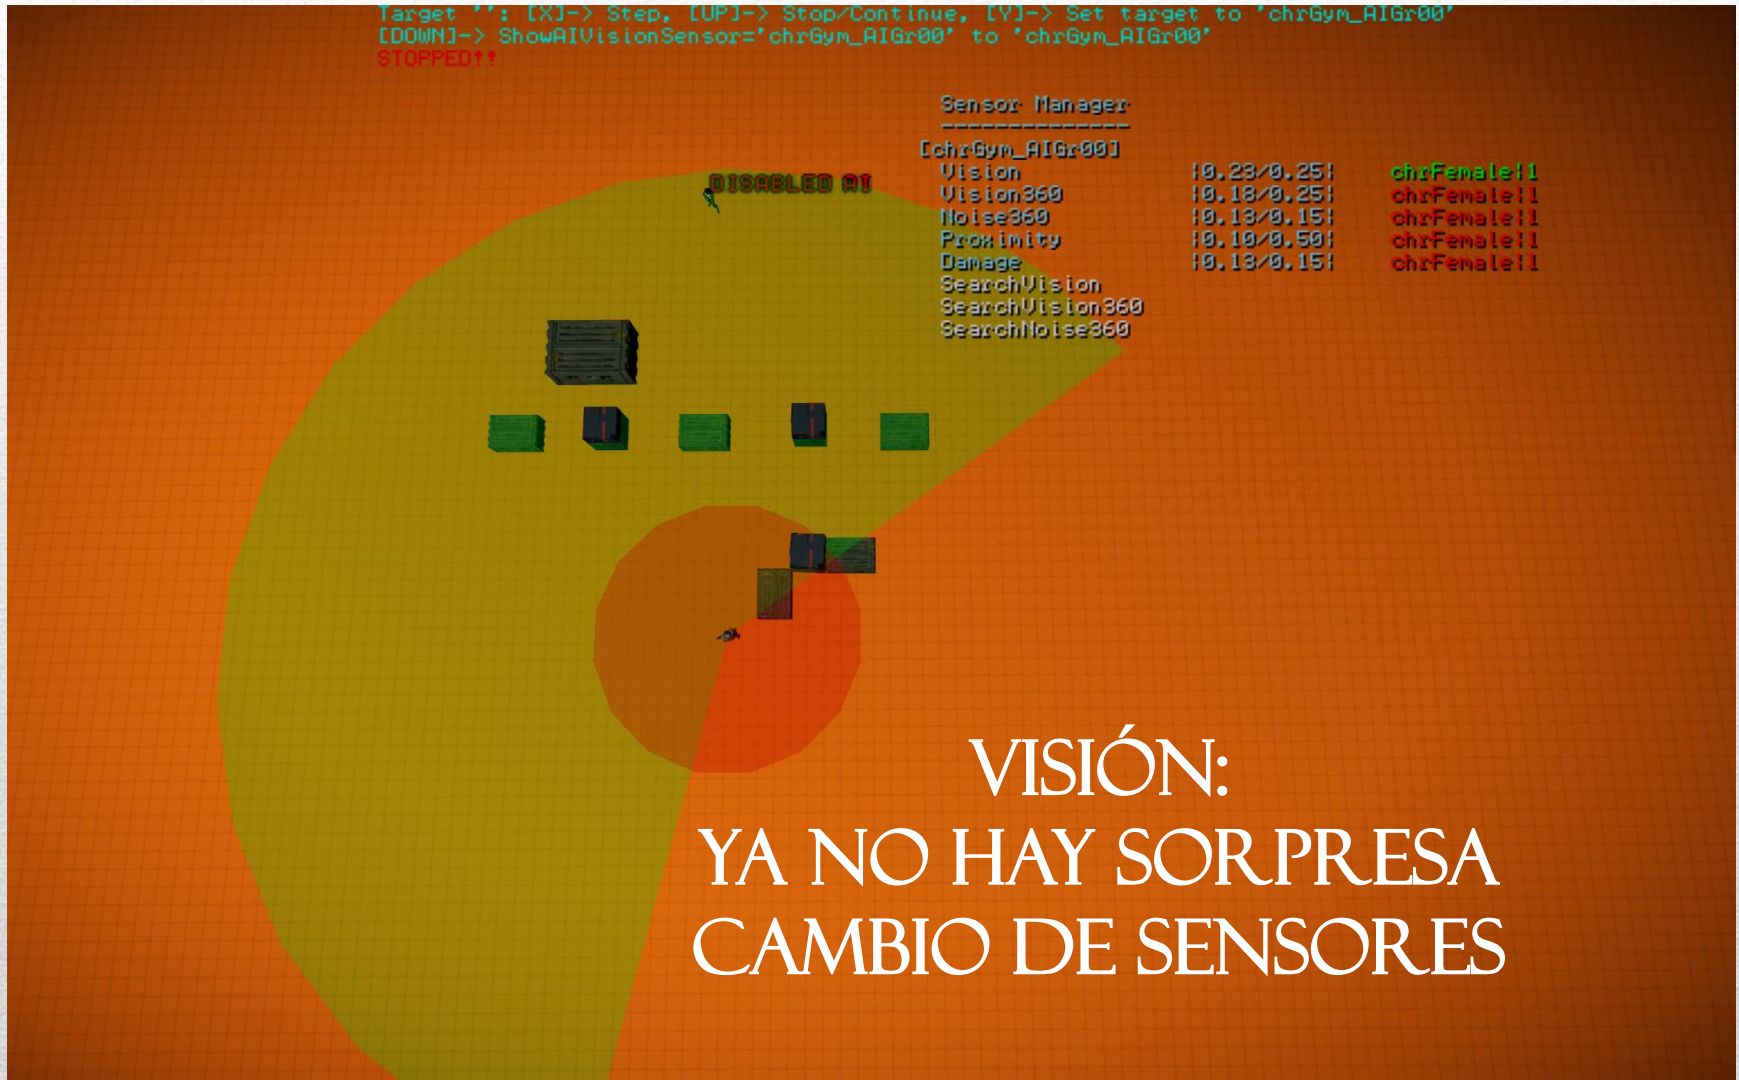 Target '': [X]-> Step, [UP]-> Stop/Continue, [Y]-> Set target to 'chrGym_AIGr00'
[DOWN]-> ShowAIVisionSensor='chrGym_AIGr00' to 'chrGym_AIGr00'
STOPPED!!
Sensor Manager
--------------
[chrGym_AIGr00]
Vision |0.23/0.25| chrFemale|1
Vision360 |0.18/0.25| chrFemale|1
Noise360 |0.13/0.15| chrFemale|1
Proximity |0.10/0.50| chrFemale|1
Damage |0.13/0.15| chrFemale|1
SearchVision
SearchVision360
SearchNoise360
DISABLED AI
VISIÓN:
YA NO HAY SORPRESA
CAMBIO DE SENSORES